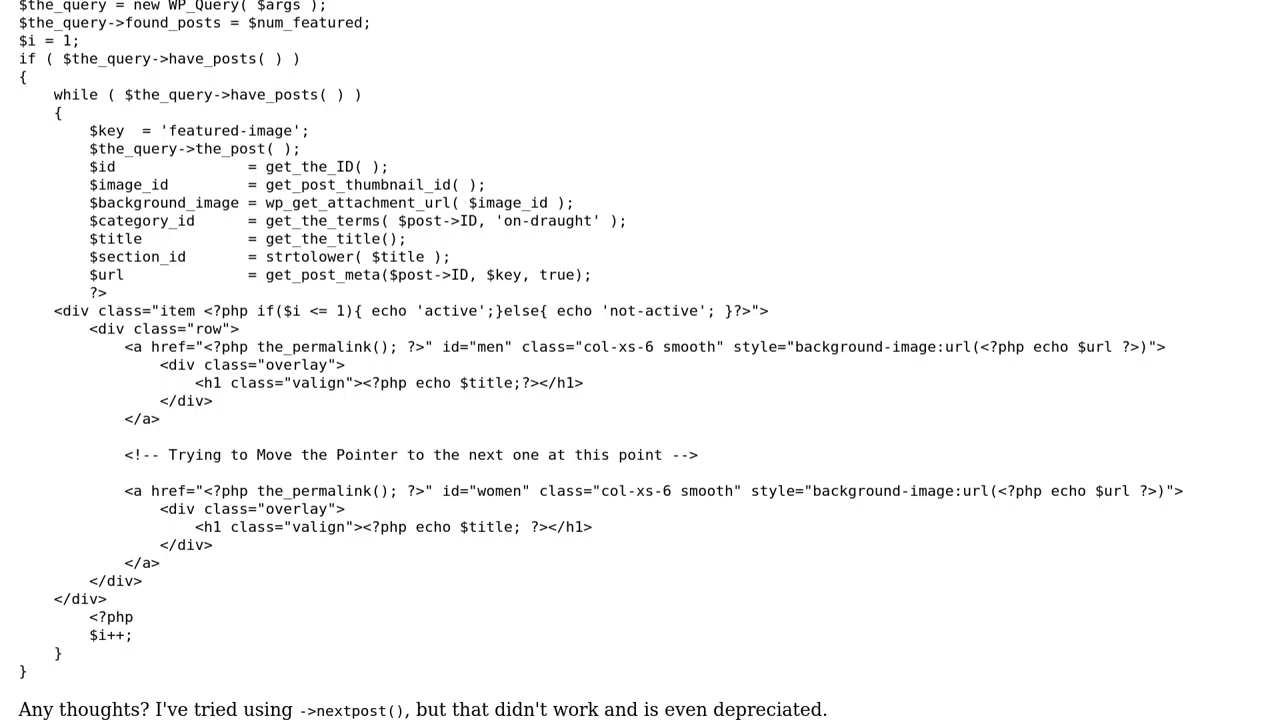 $the_query = new WP_Query( $args );
$the_query->found_posts = $num_featured;
$i = 1;
if ( $the_query->have_posts( ) )
{
    while ( $the_query->have_posts( ) )
    {
        $key  = 'featured-image';
        $the_query->the_post( );
        $id               = get_the_ID( );
        $image_id         = get_post_thumbnail_id( );
        $background_image = wp_get_attachment_url( $image_id );
        $category_id      = get_the_terms( $post->ID, 'on-draught' );
        $title            = get_the_title();
        $section_id       = strtolower( $title );
        $url              = get_post_meta($post->ID, $key, true);
        ?>
    <div class="item <?php if($i <= 1){ echo 'active';}else{ echo 'not-active'; }?>">
        <div class="row">
            <a href="<?php the_permalink(); ?>" id="men" class="col-xs-6 smooth" style="background-image:url(<?php echo $url ?>)">
                <div class="overlay">
                    <h1 class="valign"><?php echo $title;?></h1>
                </div>
            </a>
            <!-- Trying to Move the Pointer to the next one at this point -->
            <a href="<?php the_permalink(); ?>" id="women" class="col-xs-6 smooth" style="background-image:url(<?php echo $url ?>)">
                <div class="overlay">
                    <h1 class="valign"><?php echo $title; ?></h1>
                </div>
            </a>
        </div>
    </div>
        <?php
        $i++;
    }
}
Any thoughts? I've tried using ->nextpost(), but that didn't work and is even depreciated.